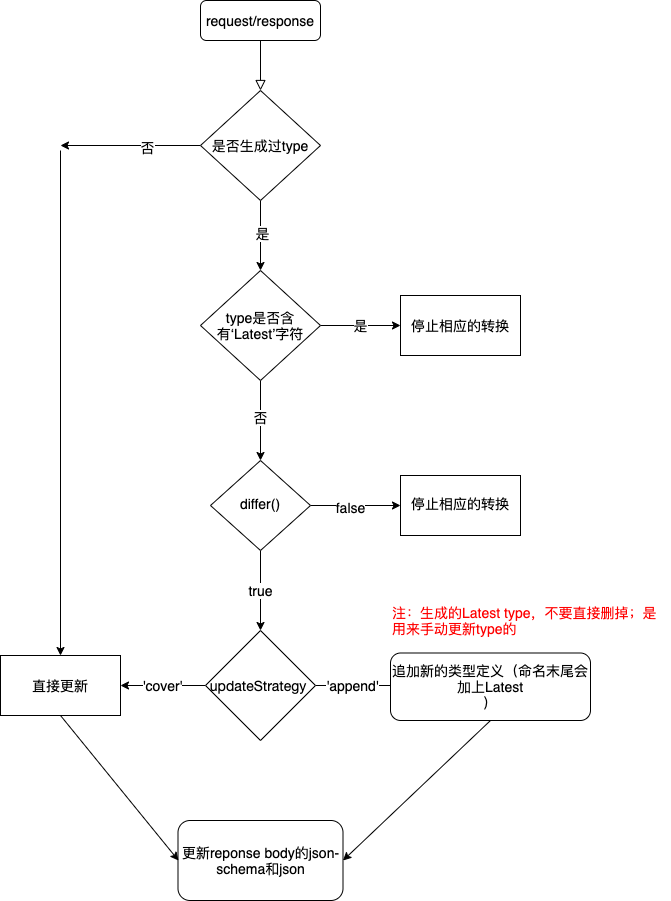 request/response
是否生成过type
否
是
type是否含
有‘Latest’字符
是
停止相应的转换
否
differ()
false
停止相应的转换
true
注：生成的Latest type，不要直接删掉；是
用来手动更新type的
直接更新
'cover'
updateStrategy
'append'
追加新的类型定义（命名末尾会
加上Latest
）
更新reponse body的json-
schema和json